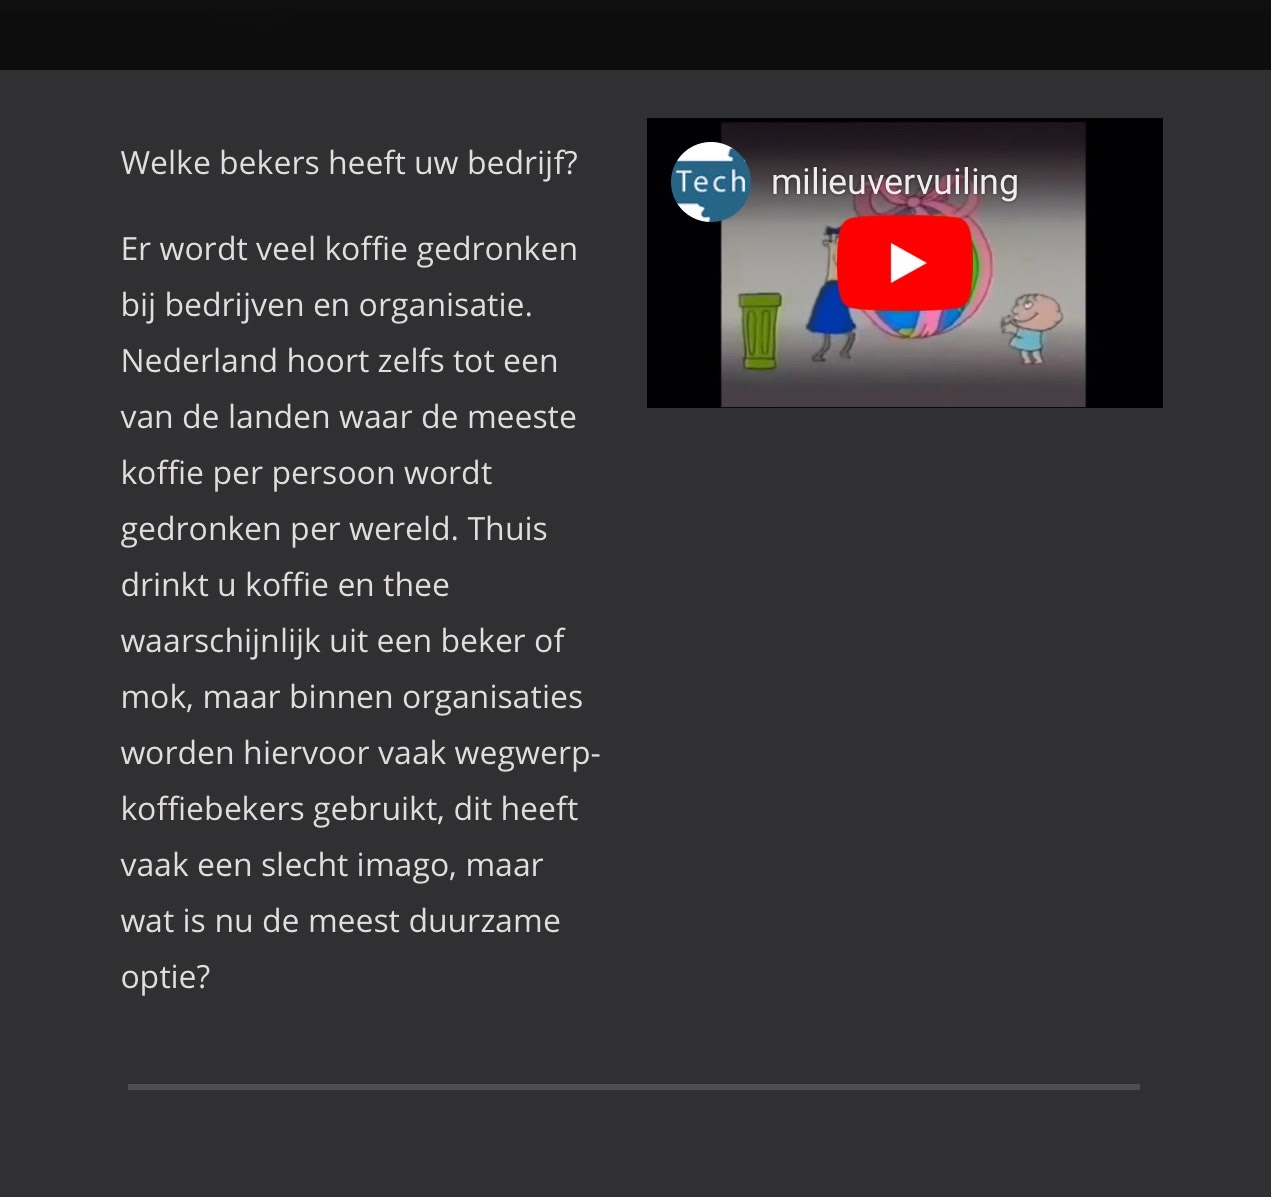 Welke bekers heeft uw bedrijf?
Er wordt veel koffie gedronken
bij bedrijven en organisatie.
Nederland hoort zelfs tot een
van de landen waar de meeste
koffie per persoon wordt
gedronken per wereld. Thuis
drinkt u koffie en thee
waarschijnlijk uit een beker of
mok, maar binnen organisaties
worden hiervoor vaak wegwerp-
koffiebekers gebruikt, dit heeft
vaak een slecht imago, maar
wat is nu de meest duurzame
optie?
Tech
milieuvervuiling